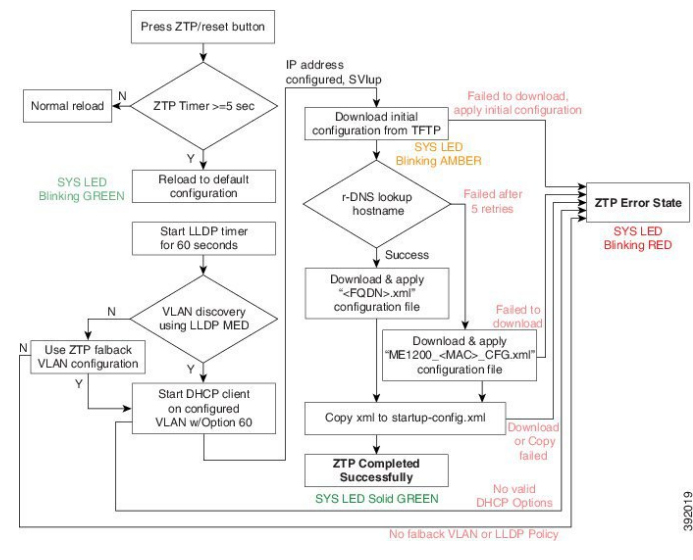 Press ZTP/reset button
N
ZTP Timer >=5 sec
Normal reload
Y
SYS LED
Blinking GREEN
Reload to default
configuration
Start LLDP timer
for 60 seconds
N
VLAN discovery
using LLDP MED
N
Use ZTP falback
VLAN configuration
Y
Y
Start DHCP client
on configured
VLAN w/Option 60
IP address
configured, SVIup
Download initial
configuration from TFTP
Failed to download,
apply initial configuration
SYS LED
Blinking AMBER
r-DNS lookup
hostname
Failed after
5 retries
ZTP Error State
SYS LED
Blinking RED
Success
Download & apply
"<FQDN>.xml"
configuration file
Failed to
download
Download & apply
"ME1200_<MAC>_CFG.xml"
configuration file
Copy xml to startup-config.xml
Download
or Copy
failed
ZTP Completed
Successfully
SYS LED Solid GREEN
No valid
DHCP Options
No falback VLAN or LLDP Policy
392019